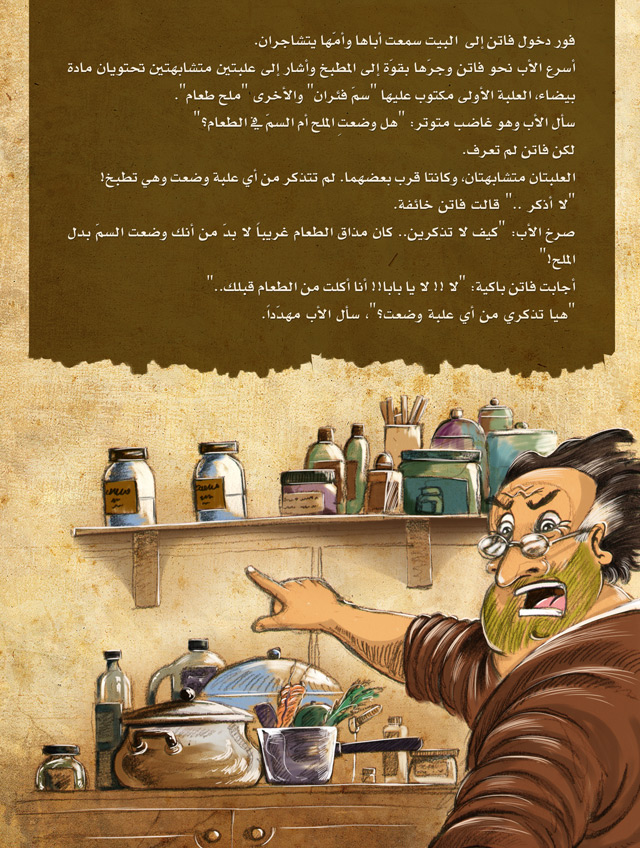 فور دخول فاتن إلى البيت سمعت أباها وأمّها يتشاجران.
أسرع الأب نحو فاتن وجرّها بقوّة إلى المطبخ وأشار إلى علبتين متشابهتين تحتويان مادة
بيضاء، العلبة الأولى مكتوب عليها "سمّ فئران" والأخرى "ملح طعام".
سأل الأب وهو غاضب متوتر: "هل وضعتِ الملح أم السمّ في الطعام؟"
لكن فاتن لم تعرف.
العلبتان متشابهتان، وكانتا قرب بعضهما. لم تتذكر من أي علبة وضعت وهي تطبخ!
"لا أذكر .." قالت فاتن خائفة.
صرخ الأب: "كيف لا تذكرين.. كان مذاق الطعام غريباً لا بدّ من أنك وضعت السمّ بدل
الملح!"
أجابت فاتن باكية: "لا !! لا يا بابا!! أنا أكلت من الطعام قبلك.."
"هيا تذكري من أي علبة وضعت؟"، سأل الأب مهدّداً.